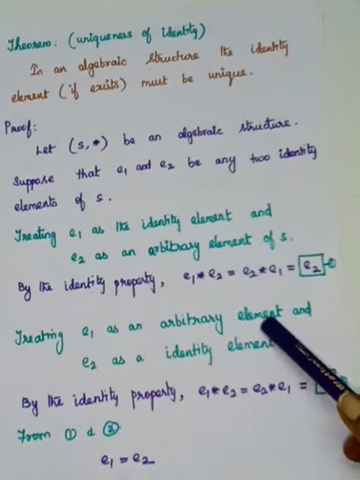 Theorem: (uniqueness of identity)
In an algebraic structure the identity
element (if exits) must be unique.
Proof:
Let (S, *) be an algebraic structure.
Suppose that e₁ and e₂ be any two identity
elements of S.
Treating e₁ as the identity element and
e₂ as an arbitrary element of S.
By the identity property, e₁ * e₂ = e₂ * e₁ = e₂ -①
Treating e₁ as an arbitrary element and
e₂ as a identity element
By the identity property, e₁ * e₂ = e₂ * e₁ =
From ① & ②
e₁ = e₂